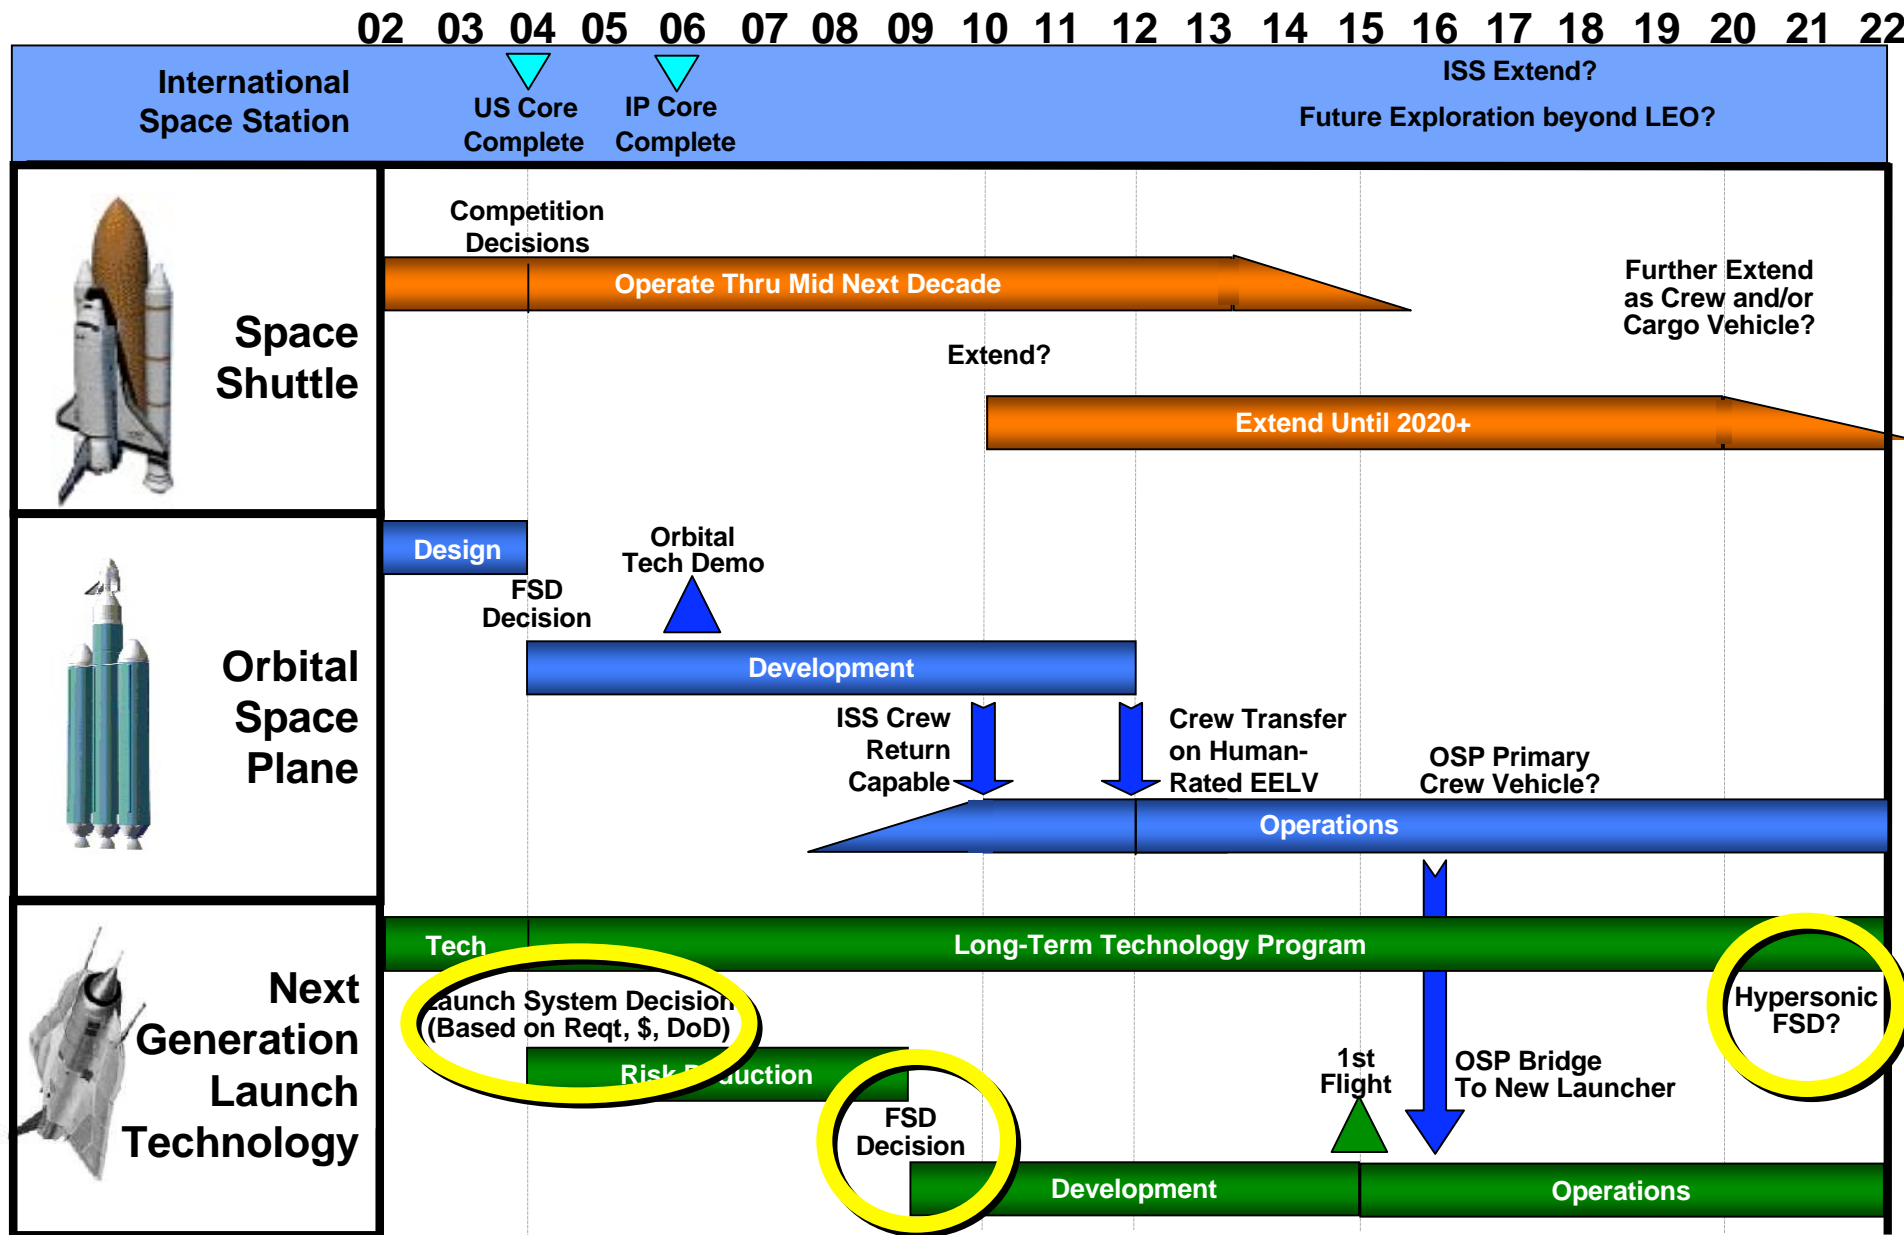 02 03 04 05 06 07 08 09 10 11 12 13 14 15 16 17 18 19 20 21 22
International
Space Station
US Core
Complete
IP Core
Complete
ISS Extend?
Future Exploration beyond LEO?
Space
Shuttle
Competition
Decisions
Operate Thru Mid Next Decade
Further Extend
as Crew and/or
Cargo Vehicle?
Extend?
Extend Until 2020+
Orbital
Space
Plane
Design
FSD
Decision
Orbital
Tech Demo
Development
ISS Crew
Return
Capable
Crew Transfer
on Human-
Rated EELV
OSP Primary
Crew Vehicle?
Operations
Next
Generation
Launch
Technology
Tech
Long-Term Technology Program
Launch System Decision
(Based on Reqt, $, DoD)
Risk Reduction
FSD
Decision
1st
Flight
OSP Bridge
To New Launcher
Hypersonic
FSD?
Development
Operations